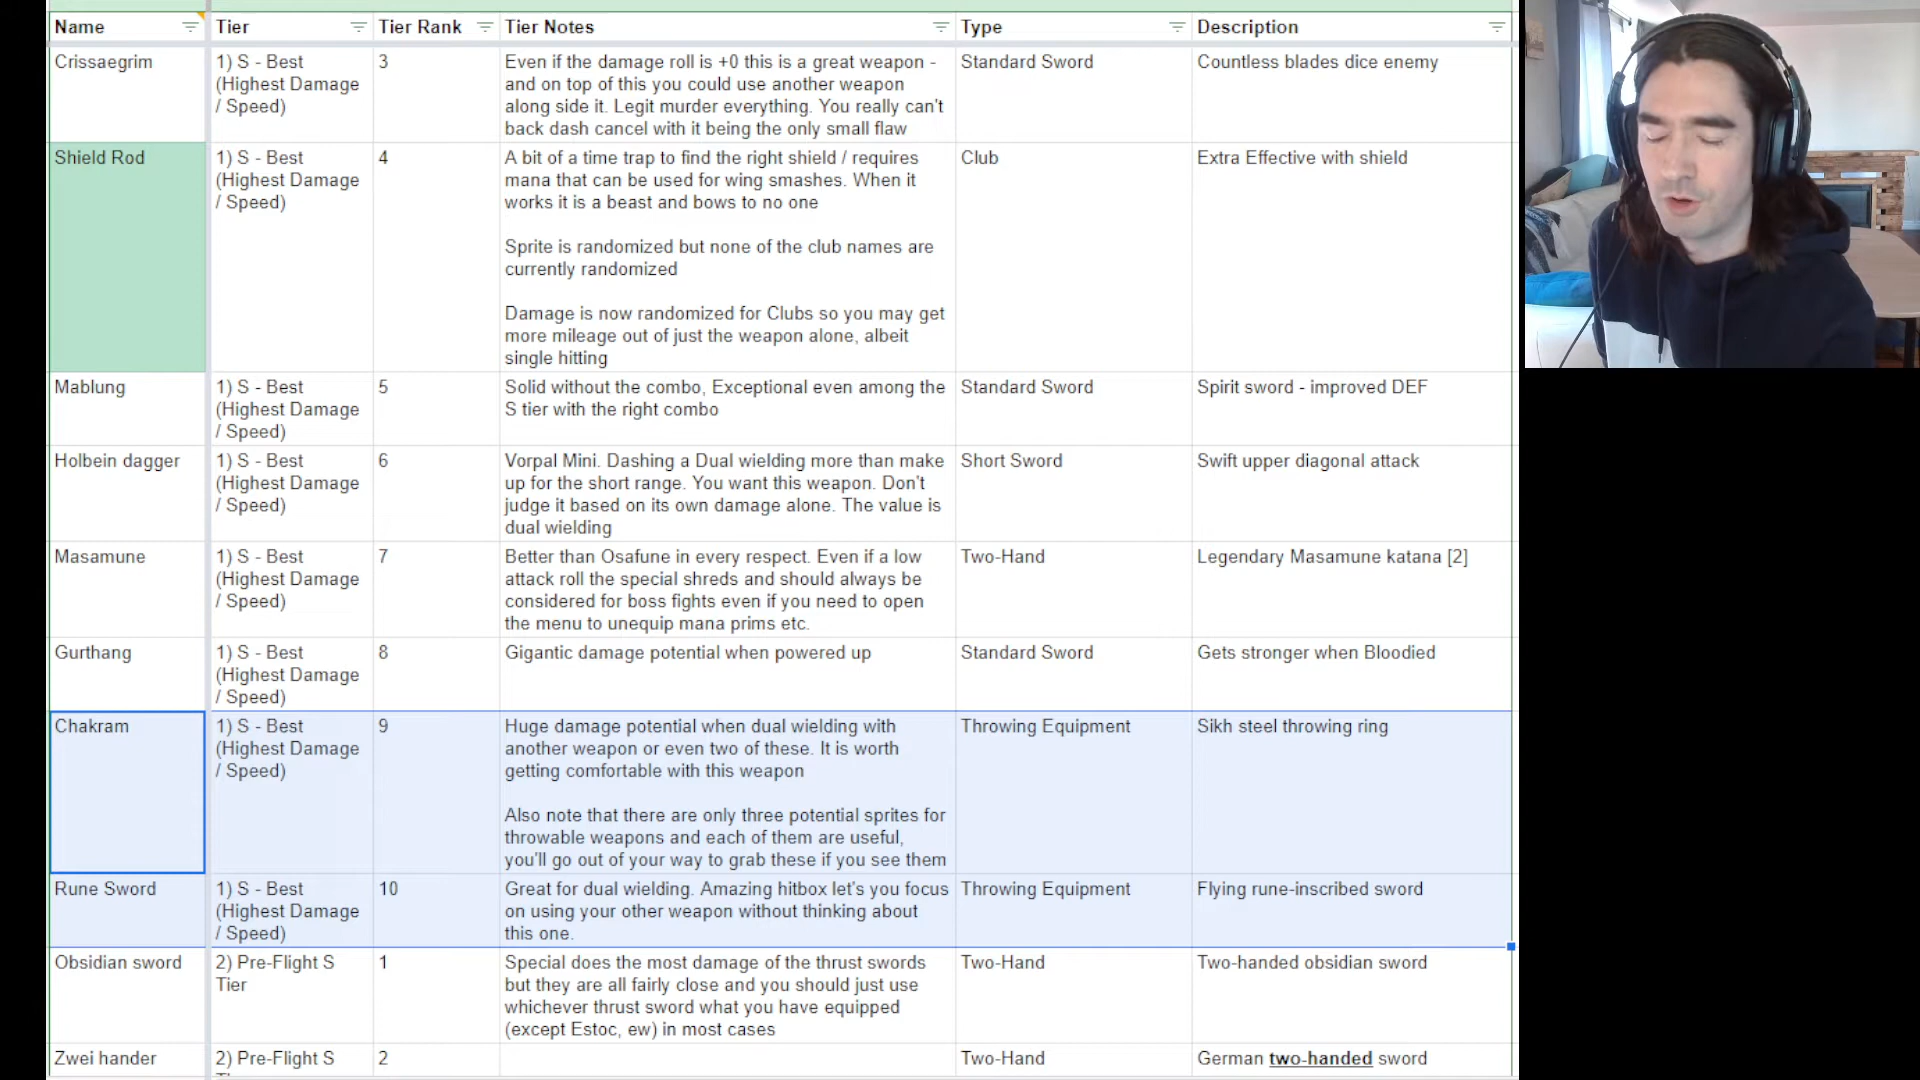 Name Tier Tier Rank Tier Notes Type Description
Crissaegrim 1) S - Best 3 Even if the damage roll is +0 this is a great weapon - Standard Sword Countless blades dice enemy
(Highest Damage and on top of this you could use another weapon
/ Speed) along side it. Legit murder everything. You really can't
back dash cancel with it being the only small flaw
Shield Rod 1) S - Best 4 A bit of a time trap to find the right shield / requires Club Extra Effective with shield
(Highest Damage mana that can be used for wing smashes. When it
/ Speed) works it is a beast and bows to no one
Sprite is randomized but none of the club names are
currently randomized
Damage is now randomized for Clubs so you may get
more mileage out of just the weapon alone, albeit
single hitting
Mablung 1) S - Best 5 Solid without the combo, Exceptional even among the Standard Sword Spirit sword - improved DEF
(Highest Damage S tier with the right combo
/ Speed)
Holbein dagger 1) S - Best 6 Vorpal Mini. Dashing a Dual wielding more than make Short Sword Swift upper diagonal attack
(Highest Damage up for the short range. You want this weapon. Don't
/ Speed) judge it based on its own damage alone. The value is
dual wielding
Masamune 1) S - Best 7 Better than Osafune in every respect. Even if a low Two-Hand Legendary Masamune katana [2]
(Highest Damage attack roll the special shreds and should always be
/ Speed) considered for boss fights even if you need to open
the menu to unequip mana prims etc.
Gurthang 1) S - Best 8 Gigantic damage potential when powered up Standard Sword Gets stronger when Bloodied
(Highest Damage
/ Speed)
Chakram 1) S - Best 9 Huge damage potential when dual wielding with Throwing Equipment Sikh steel throwing ring
(Highest Damage another weapon or even two of these. It is worth
/ Speed) getting comfortable with this weapon
Also note that there are only three potential sprites for
throwable weapons and each of them are useful,
you'll go out of your way to grab these if you see them
Rune Sword 1) S - Best 10 Great for dual wielding. Amazing hitbox let's you focus Throwing Equipment Flying rune-inscribed sword
(Highest Damage on using your other weapon without thinking about
/ Speed) this one.
Obsidian sword 2) Pre-Flight S 1 Special does the most damage of the thrust swords Two-Hand Two-handed obsidian sword
Tier but they are all fairly close and you should just use
whichever thrust sword what you have equipped
(except Estoc, ew) in most cases
Zwei hander 2) Pre-Flight S 2 Two-Hand German two-handed sword